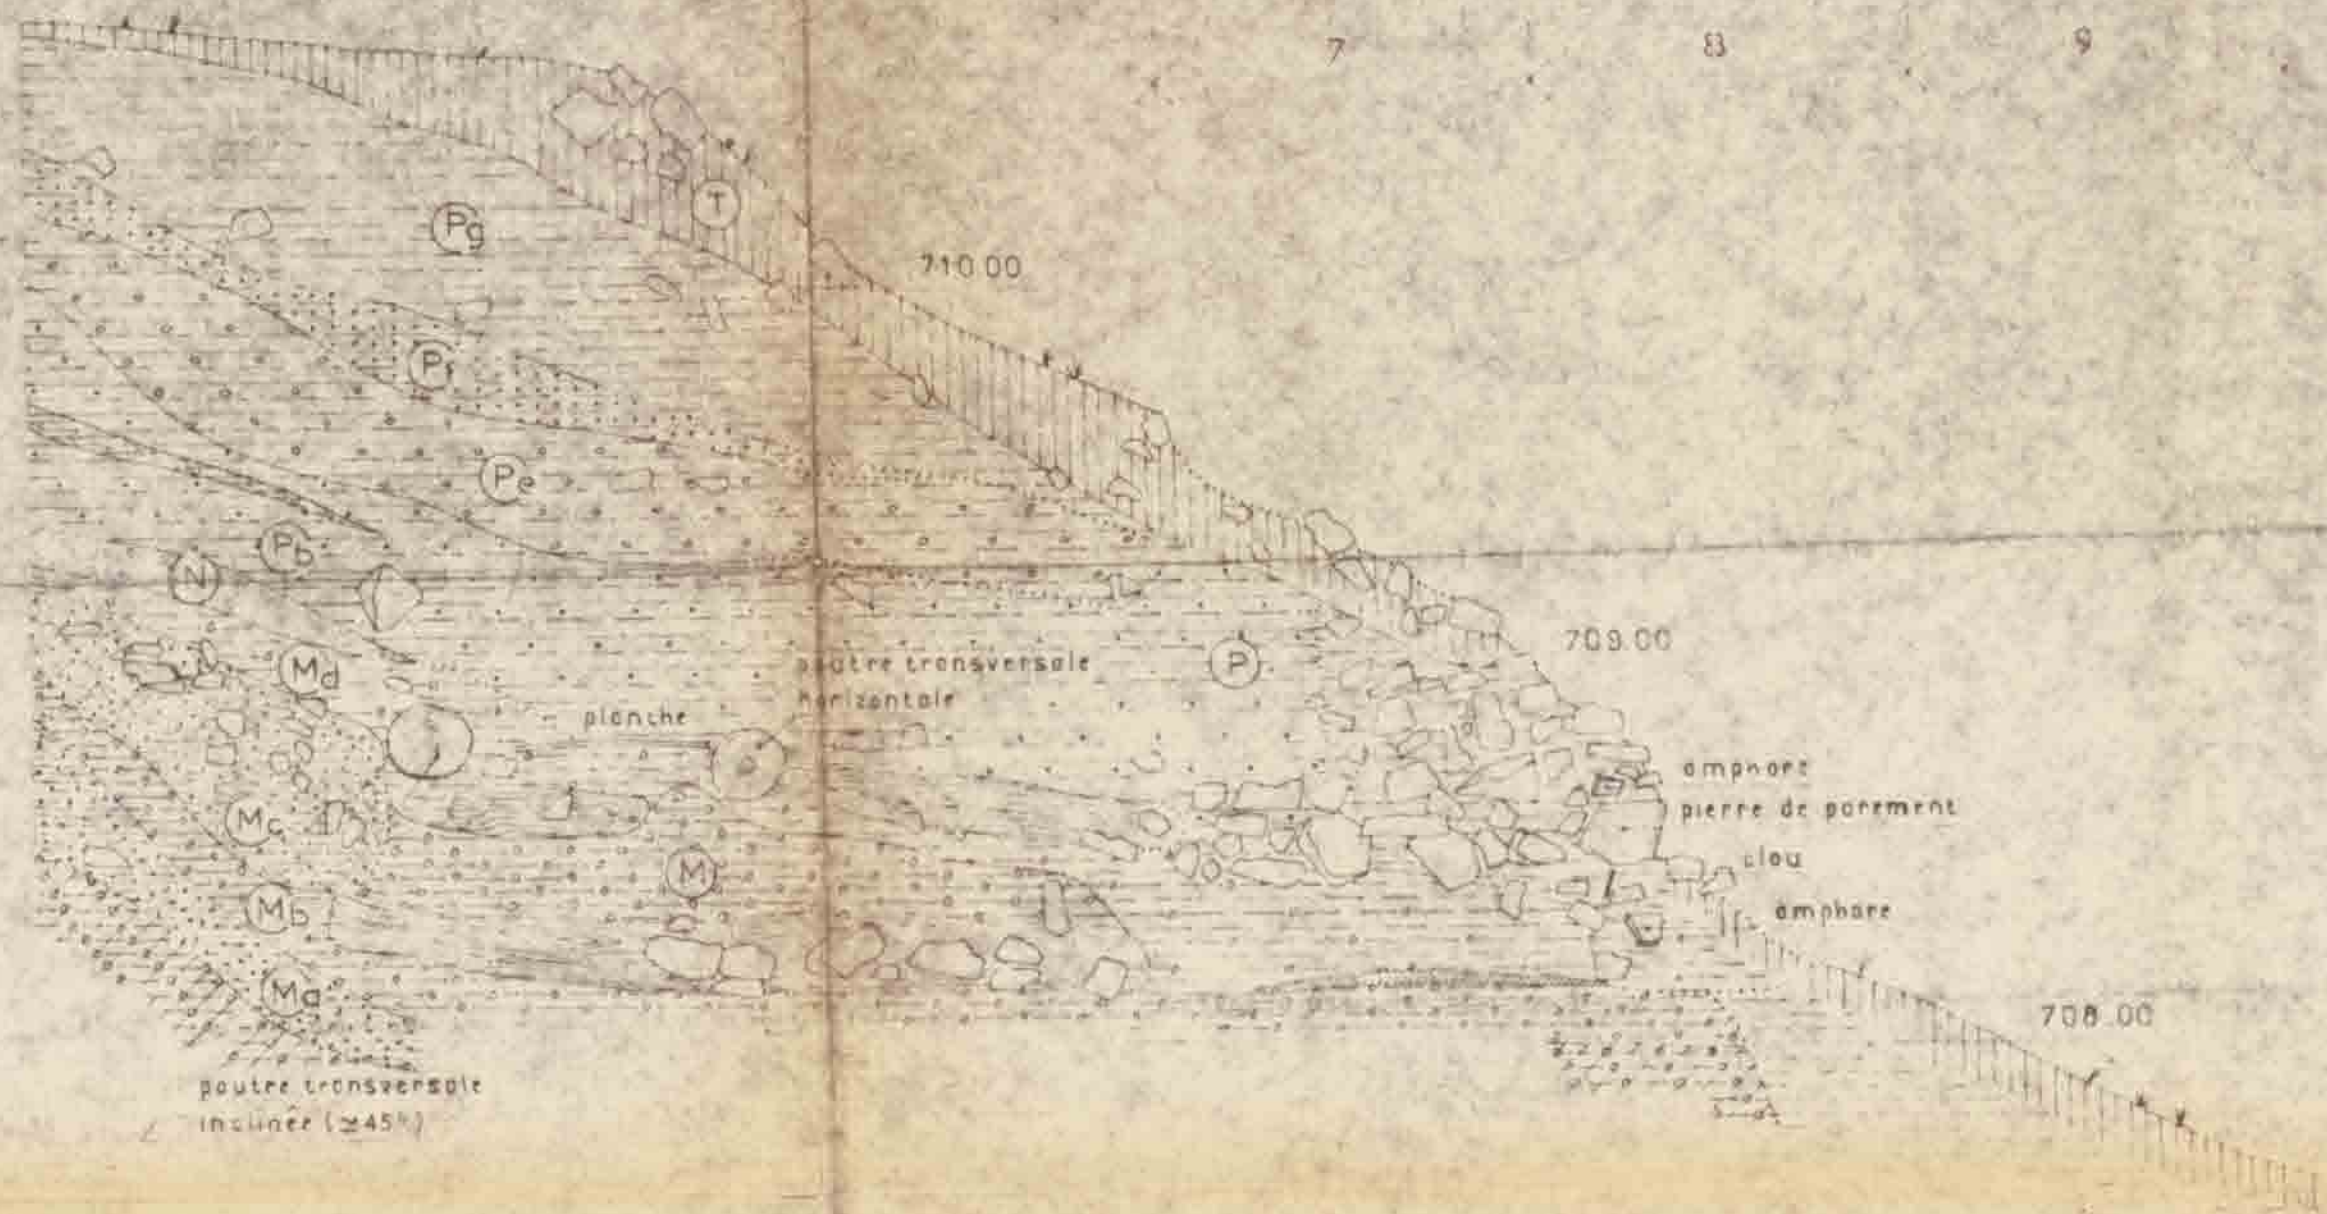 7
8
9
T
Pg
710.00
Pf
Pe
Pb
N
709.00
Md
poutre transversale
horizontale
P
planche
amphore
pierre de parement
Mc
clou
M
Mb
amphore
Ma
708.00
poutre transversale
inclinée (≃45°)